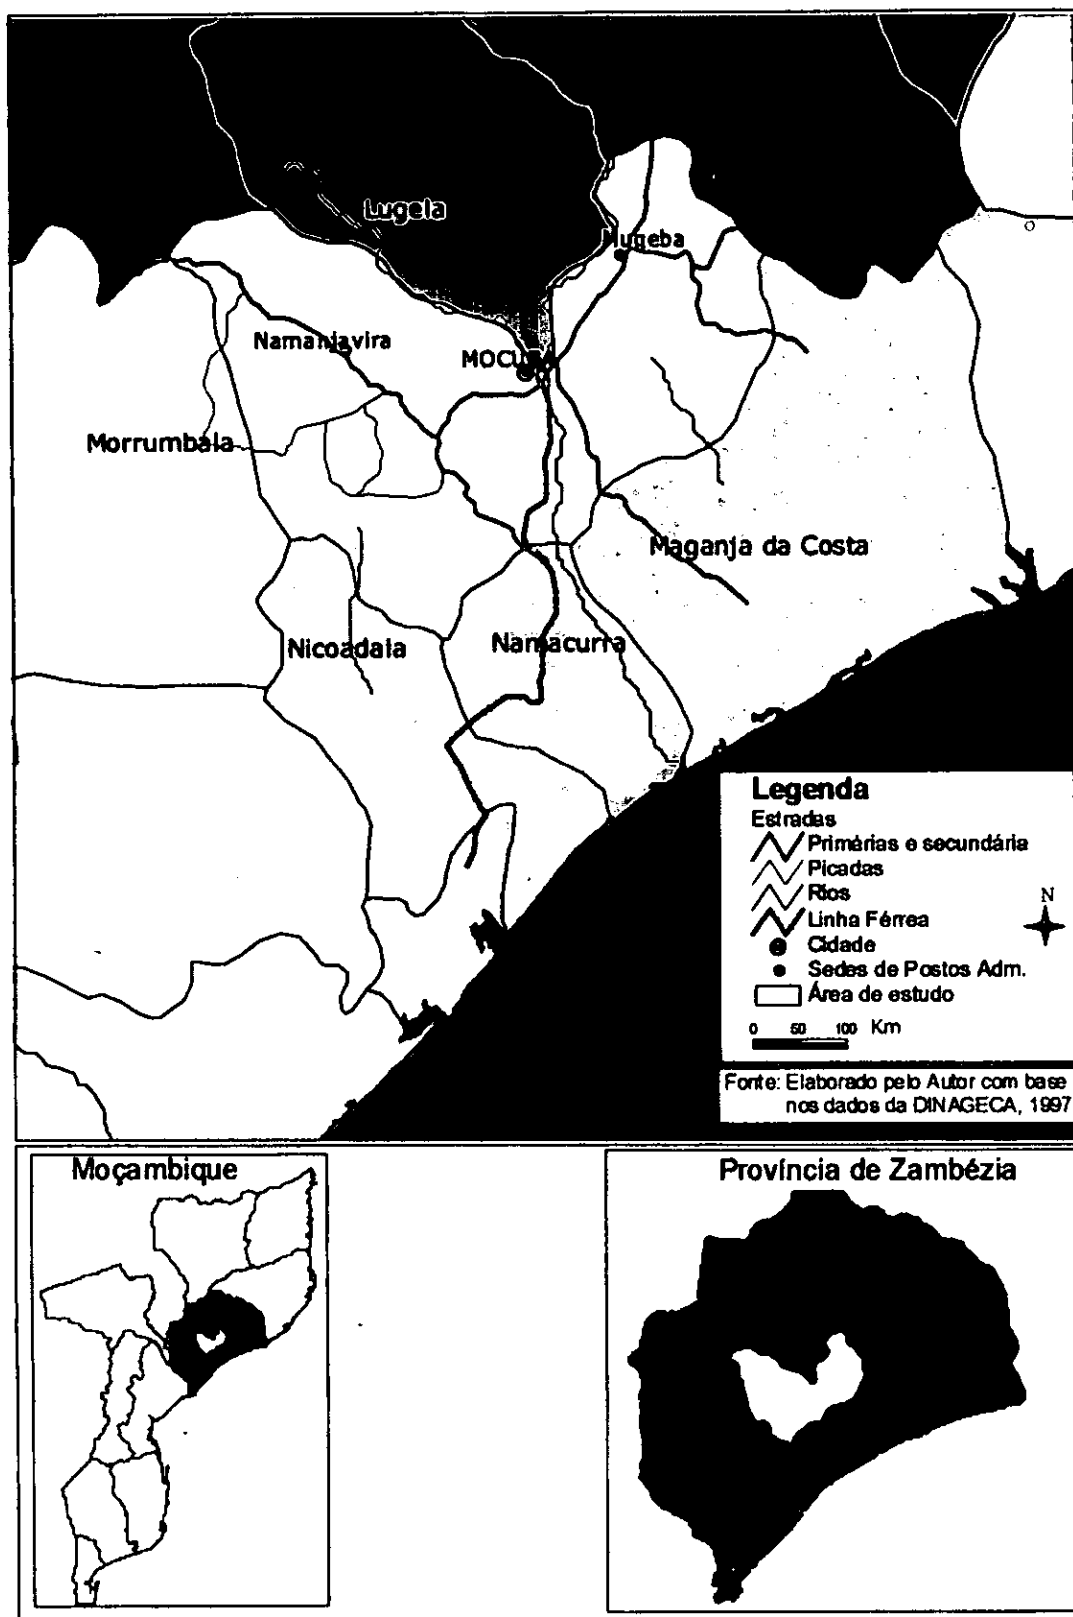 Lugela
Mugeba
Namanjavira
Morrumbala
Maganja da Costa
Nicoadala
Namacurra
Legenda
Estradas
Primárias e secundária
Picadas
Rios
Linha Férrea
N
Cidade
Sedes de Postos Adm.
Área de estudo
0 50 100 Km
Fonte: Elaborado pelo Autor com base
nos dados da DINAGECA, 1997
Moçambique
Província de Zambézia